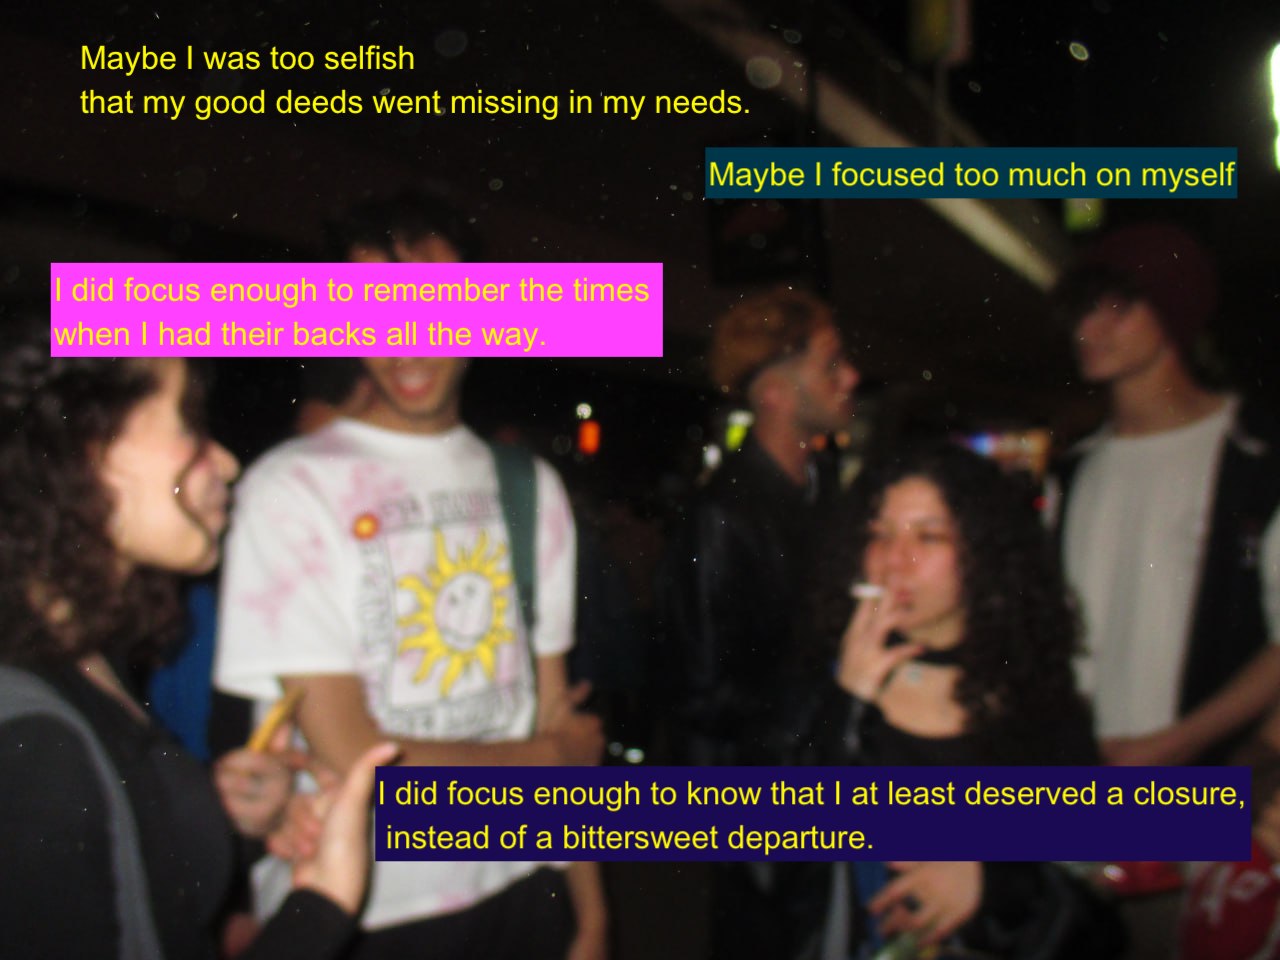 Maybe I was too selfish
that my good deeds went missing in my needs.
Maybe I focused too much on myself
I did focus enough to remember the times
when I had their backs all the way.
I did focus enough to know that I at least deserved a closure,
instead of a bittersweet departure.